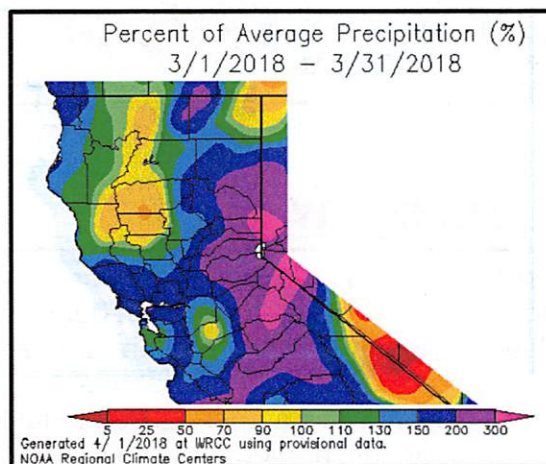 Percent of Average Precipitation (%)
3/1/2018 – 3/31/2018
5 25 50 70 90 100 110 130 150 200 300
Generated 4/ 1/2018 at WRCC using provisional data.
NOAA Regional Climate Centers